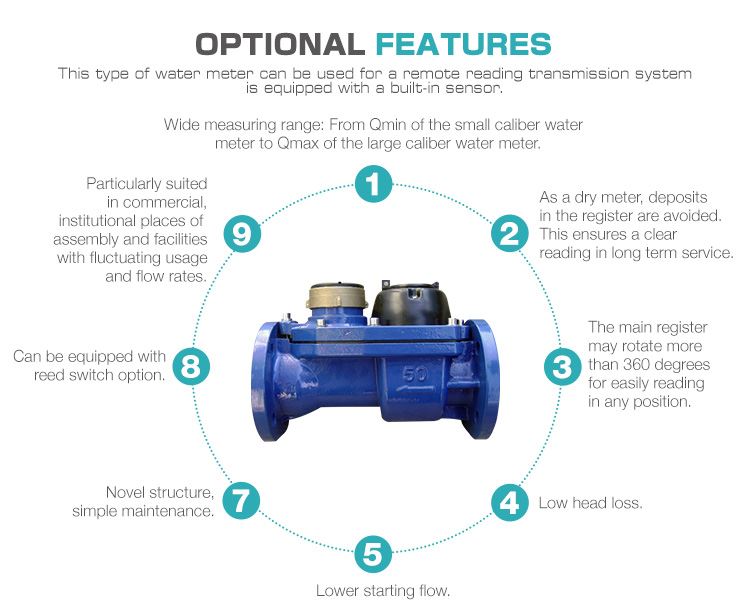 OPTIONAL FEATURES
This type of water meter can be used for a remote reading transmission system
is equipped with a built-in sensor.
Wide measuring range: From Qmin of the small caliber water
meter to Qmax of the large caliber water meter.
1
As a dry meter, deposits
in the register are avoided.
This ensures a clear
reading in long term service.
2
The main register
may rotate more
than 360 degrees
for easily reading
in any position.
3
Low head loss.
4
5
Lower starting flow.
Novel structure,
simple maintenance.
7
Can be equipped with
reed switch option.
8
Particularly suited
in commercial,
institutional places of
assembly and facilities
with fluctuating usage
and flow rates.
9
50